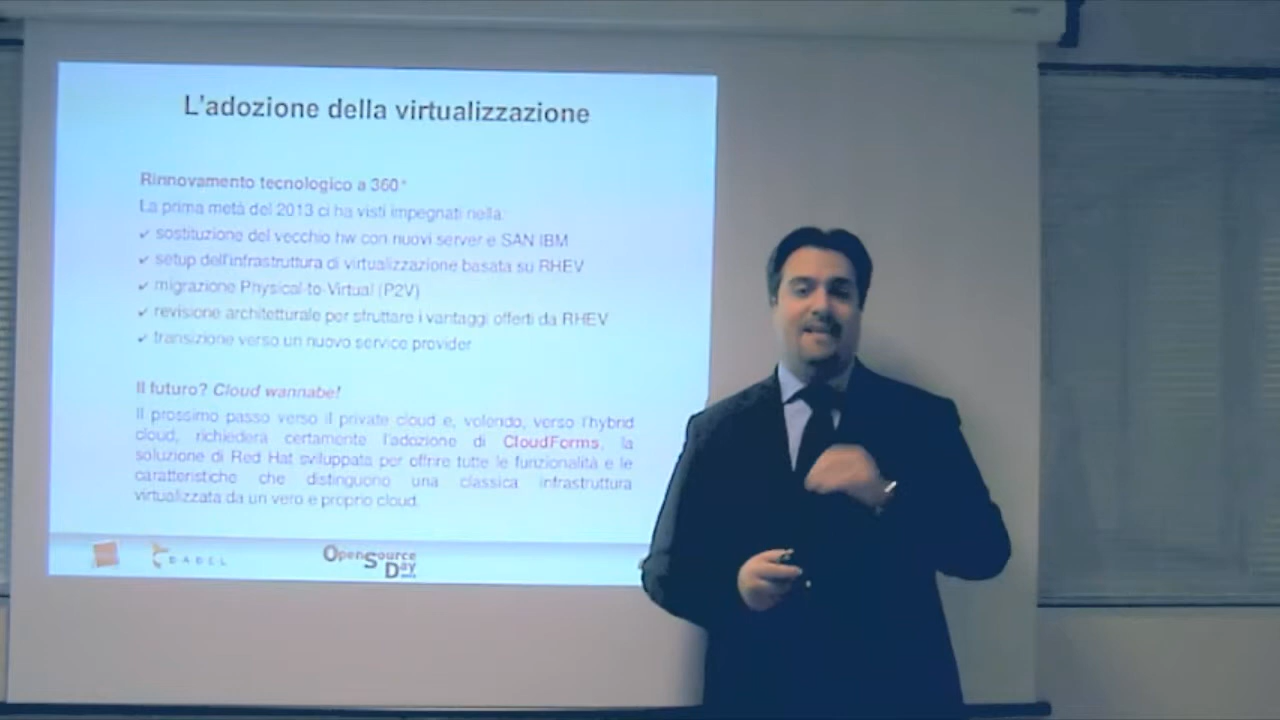 L'adozione della virtualizzazione
Rinnovamento tecnologico a 360°
La prima metà del 2013 ci ha visti impegnati nella:
✔ sostituzione del vecchio hw con nuovi server e SAN IBM
✔ setup dell'infrastruttura di virtualizzazione basata su RHEV
✔ migrazione Physical-to-Virtual (P2V)
✔ revisione architetturale per sfruttare i vantaggi offerti da RHEV
✔ transizione verso un nuovo service provider
Il futuro? Cloud wannabe!
Il prossimo passo verso il private cloud e, volendo, verso l'hybrid
cloud, richiederà certamente l'adozione di CloudForms, la
soluzione di Red Hat sviluppata per offrire tutte le funzionalità e le
caratteristiche che distinguono una classica infrastruttura
virtualizzata da un vero e proprio cloud.
BABEL
OpenSource
Day